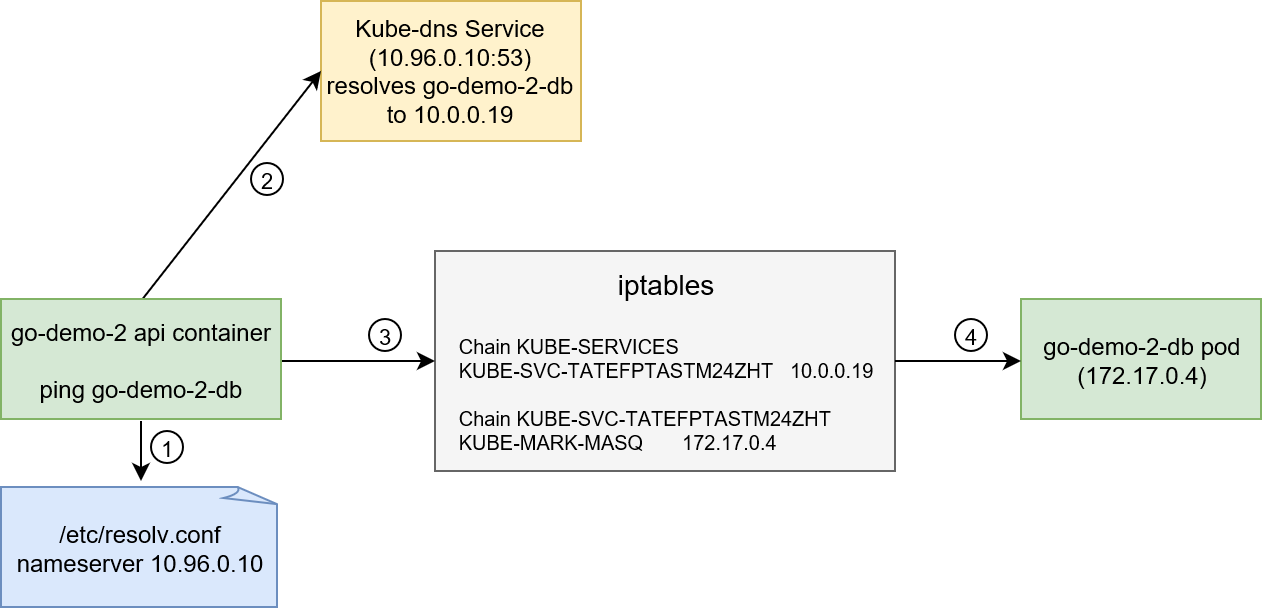 Kube-dns Service
(10.96.0.10:53)
resolves go-demo-2-db
to 10.0.0.19
2
go-demo-2 api container
ping go-demo-2-db
1
/etc/resolv.conf
nameserver 10.96.0.10
3
iptables
Chain KUBE-SERVICES
KUBE-SVC-TATEFPTASTM24ZHT 10.0.0.19
Chain KUBE-SVC-TATEFPTASTM24ZHT
KUBE-MARK-MASQ 172.17.0.4
4
go-demo-2-db pod
(172.17.0.4)